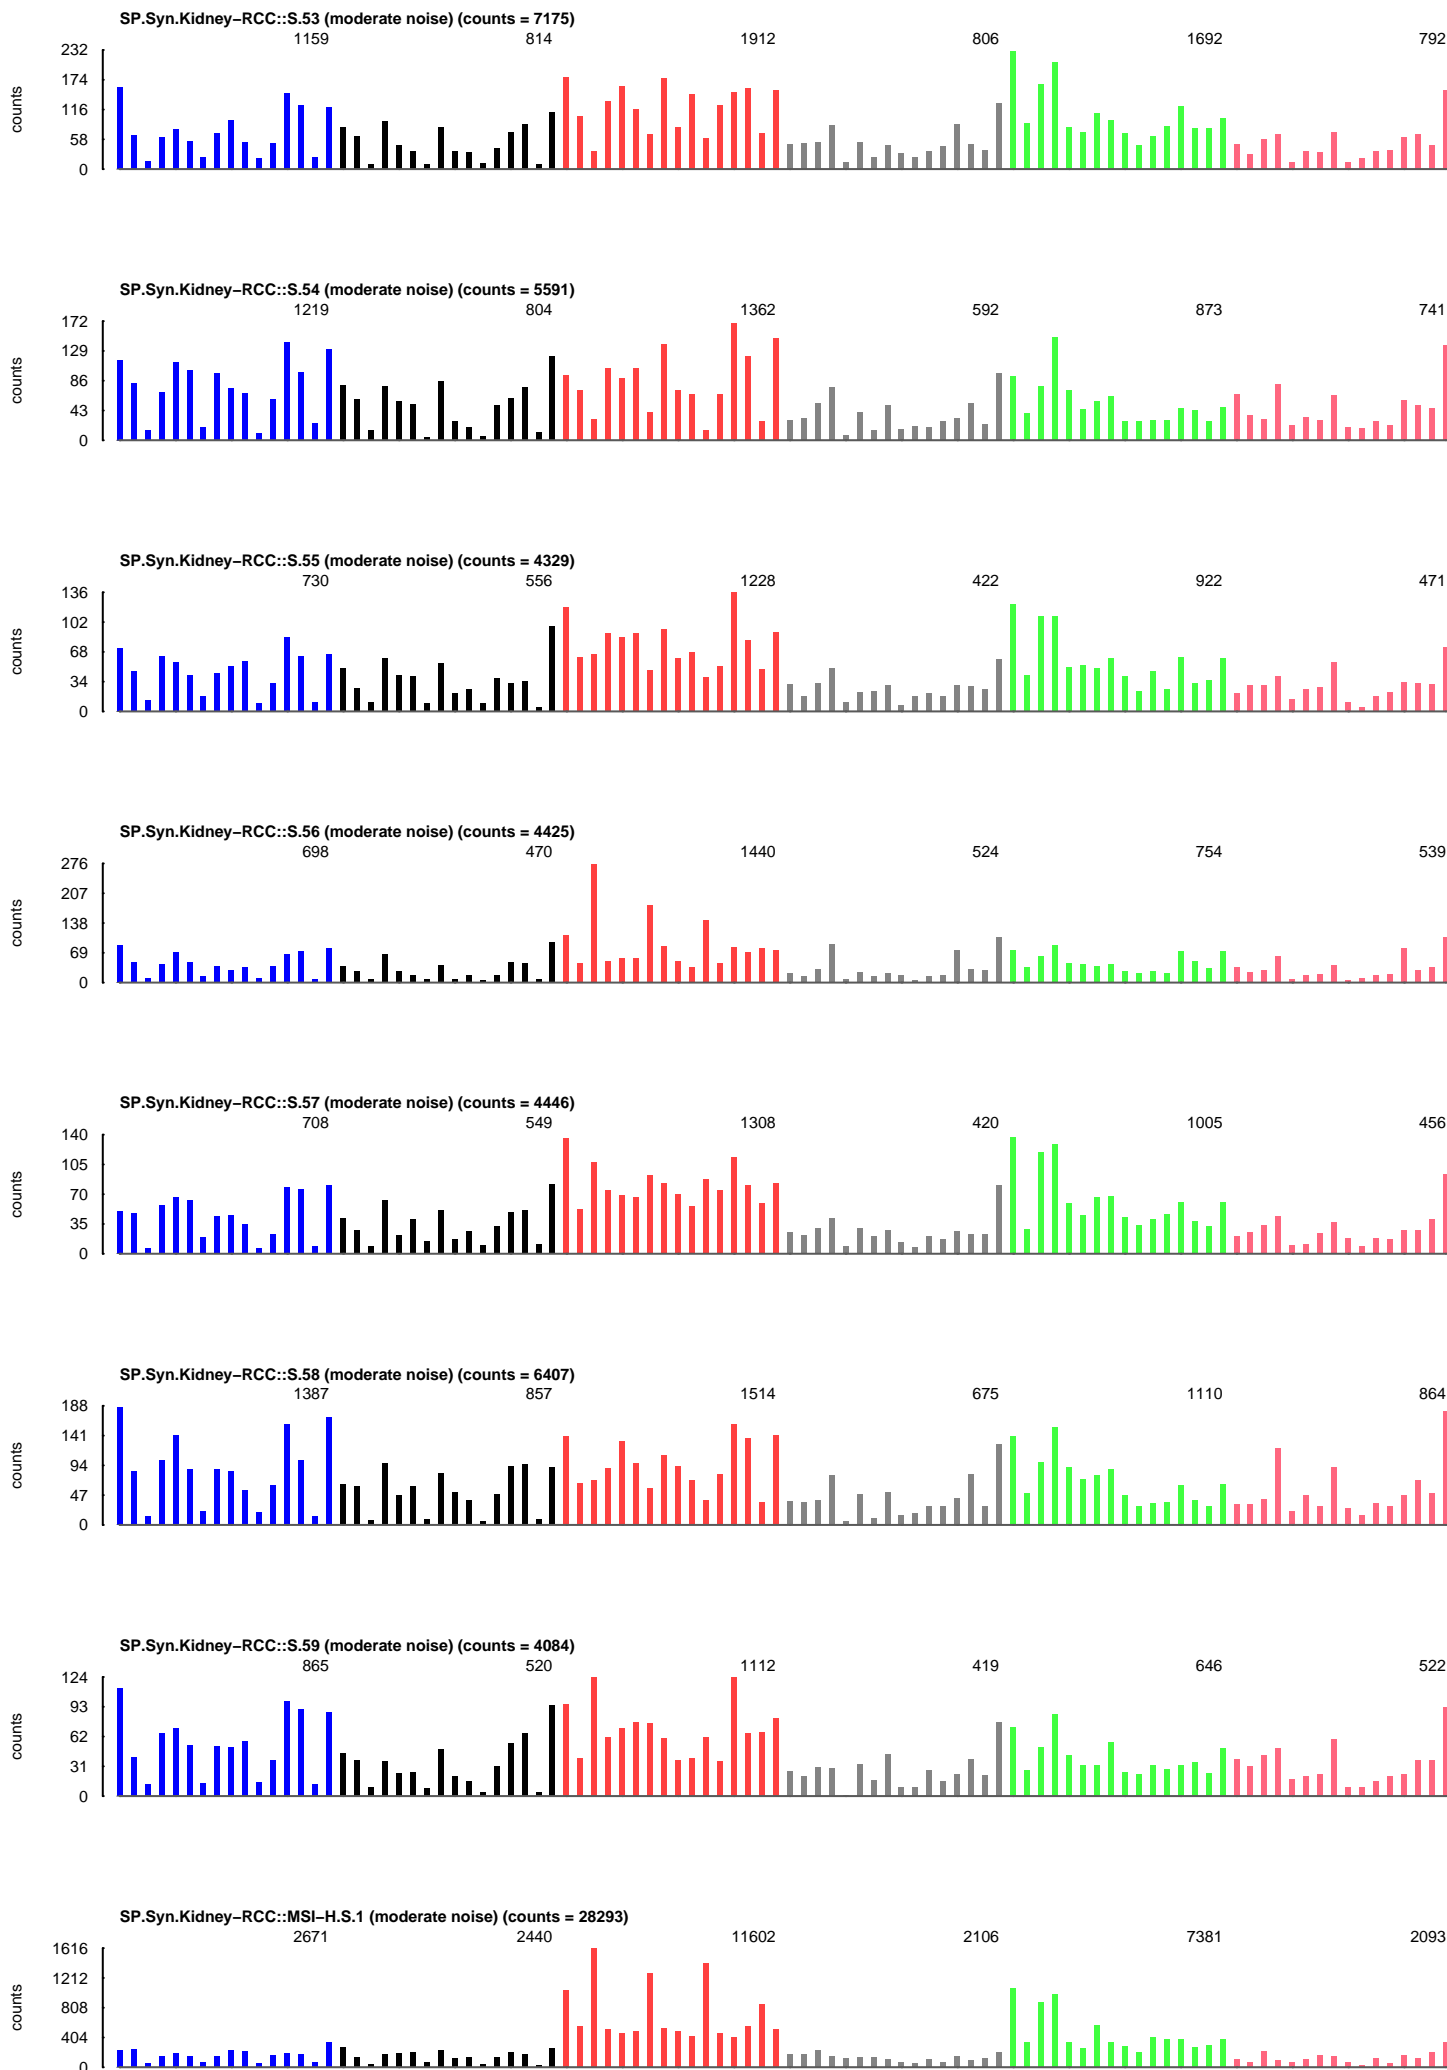 SP.Syn.Kidney−RCC::S.53 (moderate noise) (counts = 7175)
1159 814 1912 806 1692 792
232
174
116
58
0
counts
SP.Syn.Kidney−RCC::S.54 (moderate noise) (counts = 5591)
1219 804 1362 592 873 741
172
129
86
43
0
counts
SP.Syn.Kidney−RCC::S.55 (moderate noise) (counts = 4329)
730 556 1228 422 922 471
136
102
68
34
0
counts
SP.Syn.Kidney−RCC::S.56 (moderate noise) (counts = 4425)
698 470 1440 524 754 539
276
207
138
69
0
counts
SP.Syn.Kidney−RCC::S.57 (moderate noise) (counts = 4446)
708 549 1308 420 1005 456
140
105
70
35
0
counts
SP.Syn.Kidney−RCC::S.58 (moderate noise) (counts = 6407)
1387 857 1514 675 1110 864
188
141
94
47
0
counts
SP.Syn.Kidney−RCC::S.59 (moderate noise) (counts = 4084)
865 520 1112 419 646 522
124
93
62
31
0
counts
SP.Syn.Kidney−RCC::MSI−H.S.1 (moderate noise) (counts = 28293)
2671 2440 11602 2106 7381 2093
1616
1212
808
404
0
counts